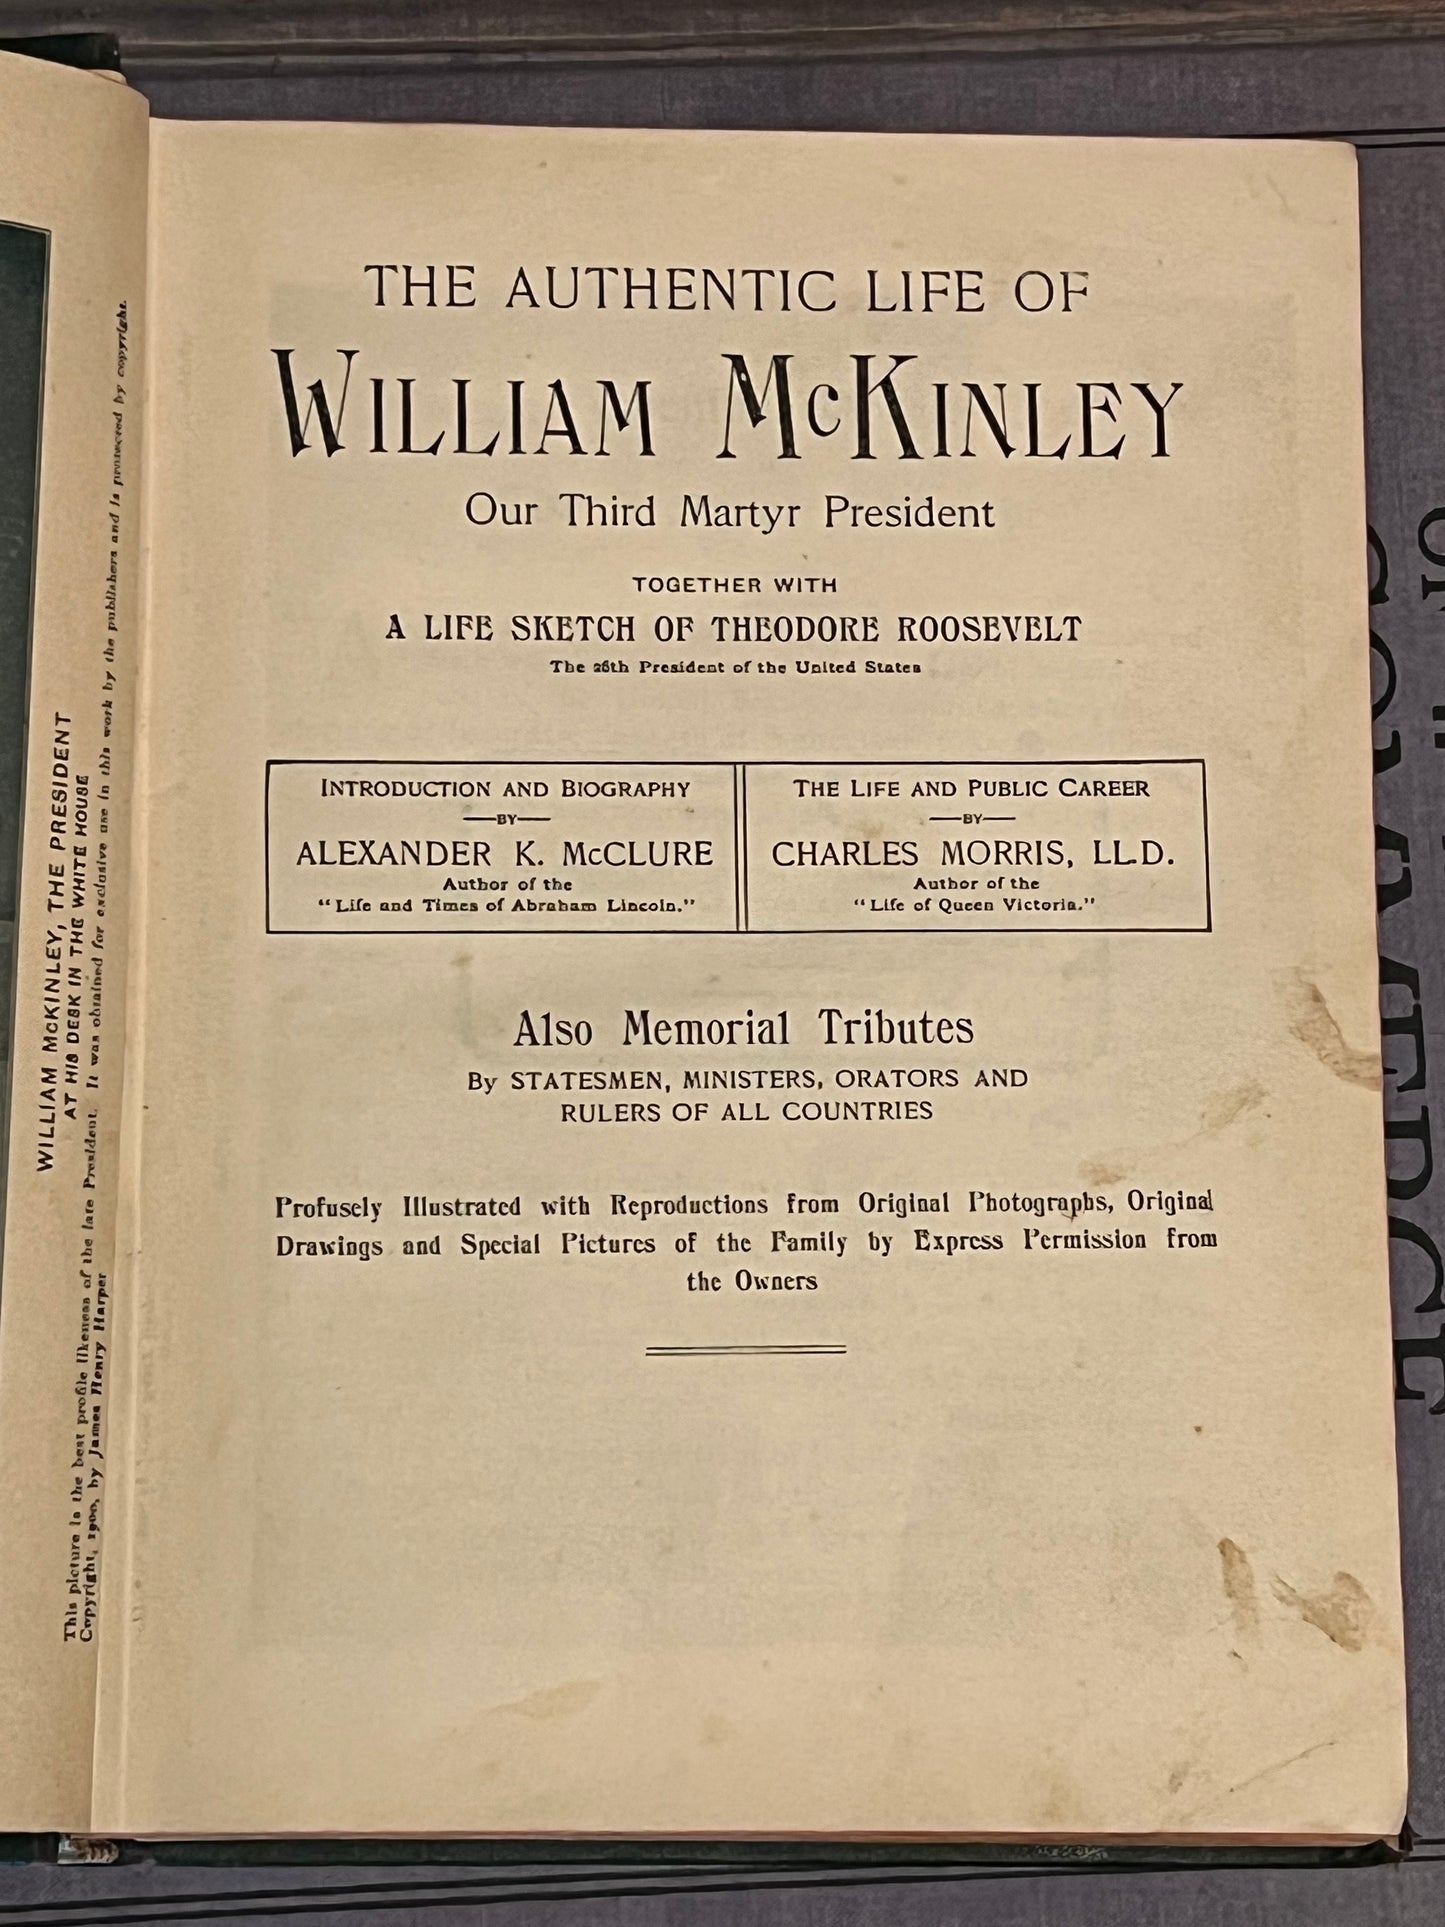 WILLIAM McKINLEY, THE PRESIDENT
AT HIS DESK IN THE WHITE HOUSE
This picture is the best profile likeness of the late President. It was obtained for exclusive use in this work by the publishers and is protected by copyright.
Copyright, 1900, by James Henry Harper
THE AUTHENTIC LIFE OF
WILLIAM McKINLEY
Our Third Martyr President
TOGETHER WITH
A LIFE SKETCH OF THEODORE ROOSEVELT
The 26th President of the United States
INTRODUCTION AND BIOGRAPHY
BY
ALEXANDER K. McCLURE
Author of the
"Life and Times of Abraham Lincoln."
THE LIFE AND PUBLIC CAREER
BY
CHARLES MORRIS, LL.D.
Author of the
"Life of Queen Victoria."
Also Memorial Tributes
By STATESMEN, MINISTERS, ORATORS AND
RULERS OF ALL COUNTRIES
Profusely Illustrated with Reproductions from Original Photographs, Original
Drawings and Special Pictures of the Family by Express Permission from
the Owners